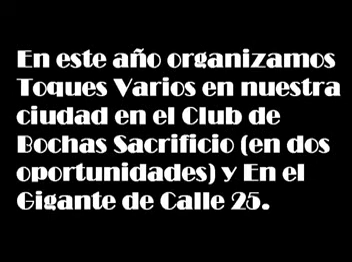 En este año organizamos
Toques Varios en nuestra
ciudad en el Club de
Bochas Sacrificio (en dos
oportunidades) y En el
Gigante de Calle 25.